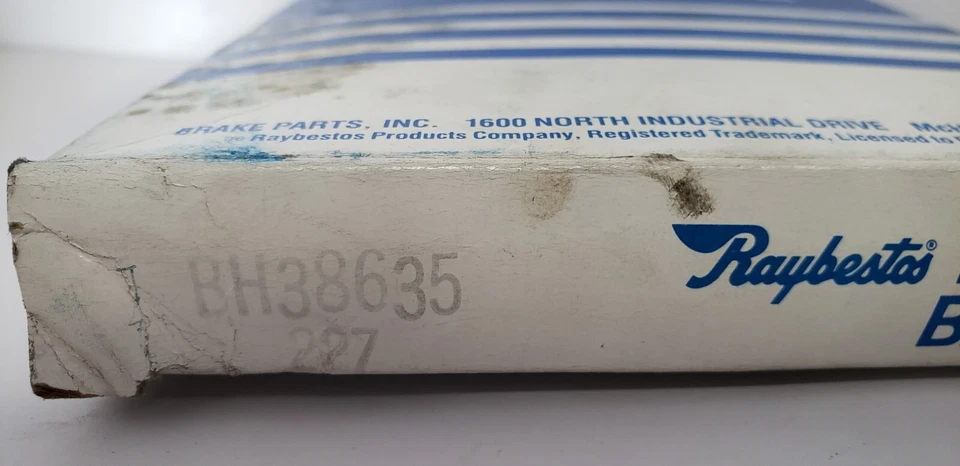 BRAKE PARTS, INC. 1600 NORTH INDUSTRIAL DRIVE
Raybestos Products Company, Registered Trademark, Licensed to
Raybestos®
BH38635
227